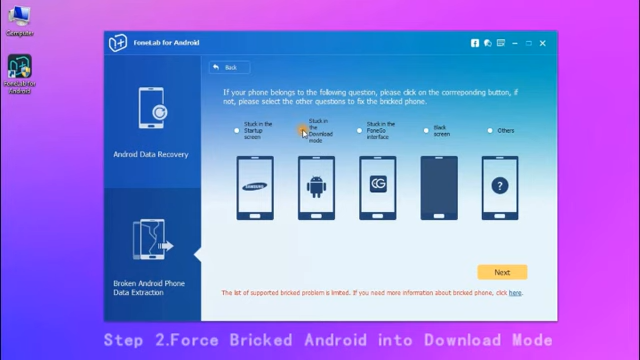 Computer
FoneLab for
Android
FoneLab for Android
Back
If your phone belongs to the following question, please click on the correponding button, if
not, please select the other questions to fix the bricked phone.
Stuck in the
Startup
screen
Stuck in
the
Download
mode
Stuck in the
FoneGo
interface
Black
screen
Others
Android Data Recovery
SAMSUNG
?
Broken Android Phone
Data Extraction
Next
The list of supported bricked problem is limited. If you need more information about bricked phone, click here.
Step 2.Force Bricked Android into Download Mode